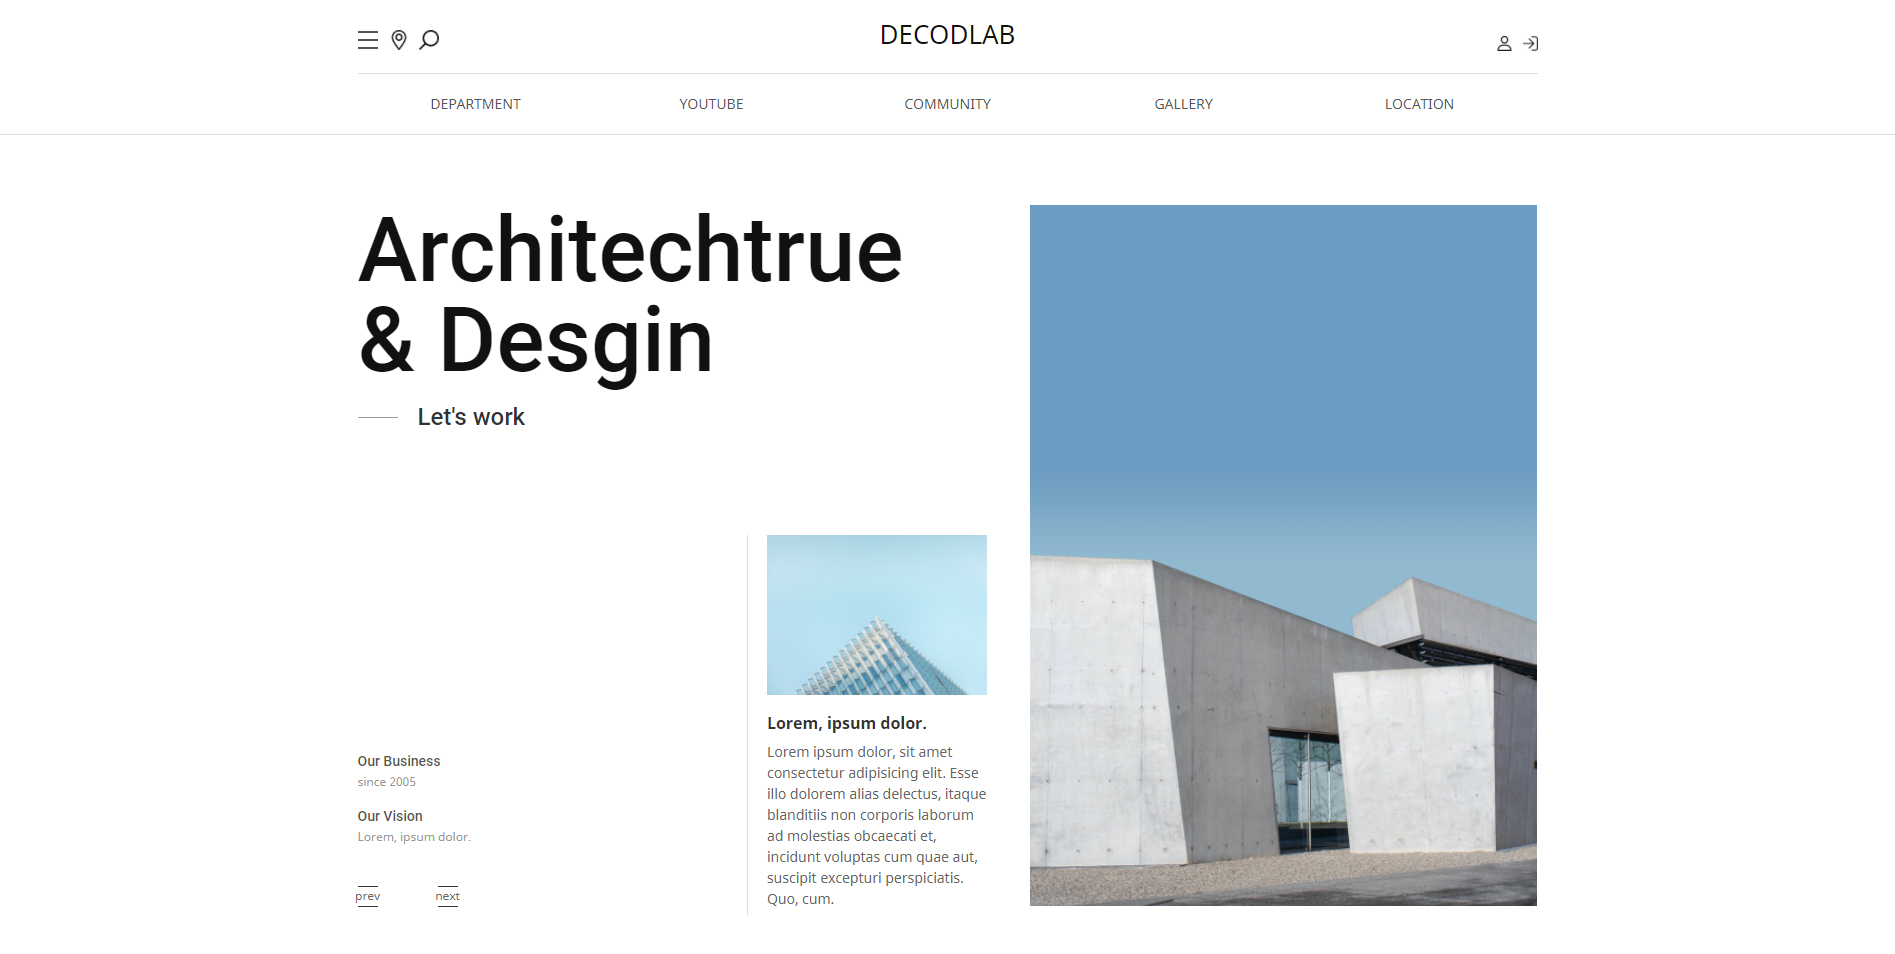 DECODLAB
DEPARTMENT
YOUTUBE
COMMUNITY
GALLERY
LOCATION
Architechtrue
& Desgin
Let's work
Our Business
since 2005
Our Vision
Lorem, ipsum dolor.
prev
next
Lorem, ipsum dolor.
Lorem ipsum dolor, sit amet
consectetur adipisicing elit. Esse
illo dolorem alias delectus, itaque
blanditiis non corporis laborum
ad molestias obcaecati et,
incidunt voluptas cum quae aut,
suscipit excepturi perspiciatis.
Quo, cum.